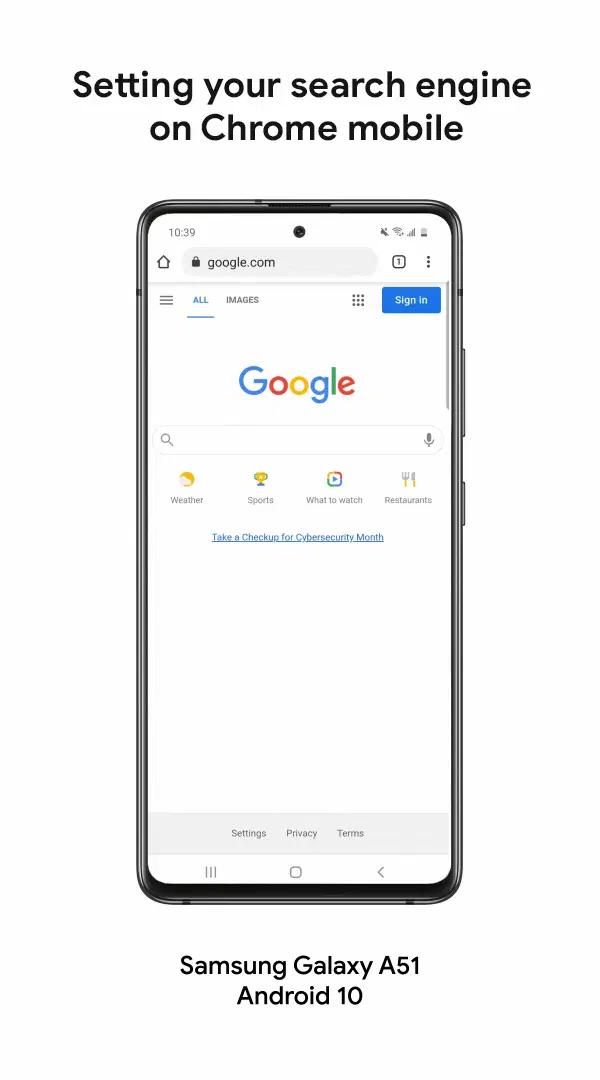 Setting your search engine
on Chrome mobile
10:39
google.com
1
ALL IMAGES
Sign in
Google
Weather Sports What to watch Restaurants
Take a Checkup for Cybersecurity Month
Settings Privacy Terms
Samsung Galaxy A51
Android 10